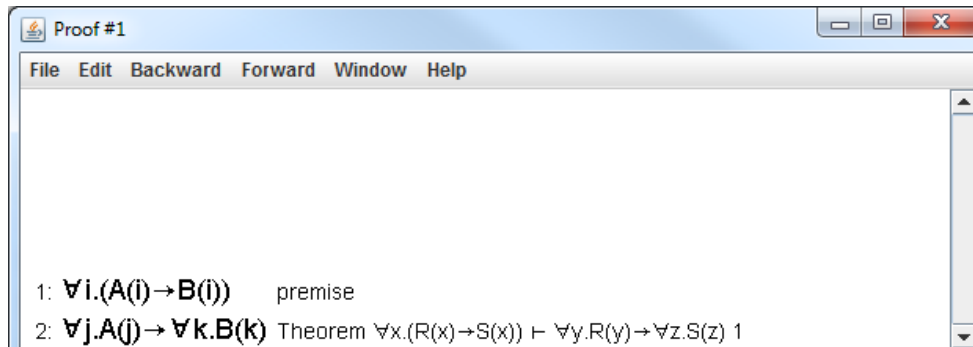 Proof #1
File Edit Backward Forward Window Help
1: ∀i.(A(i)→B(i)) premise
2: ∀j.A(j)→∀k.B(k) Theorem ∀x.(R(x)→S(x)) ⊢ ∀y.R(y)→∀z.S(z) 1